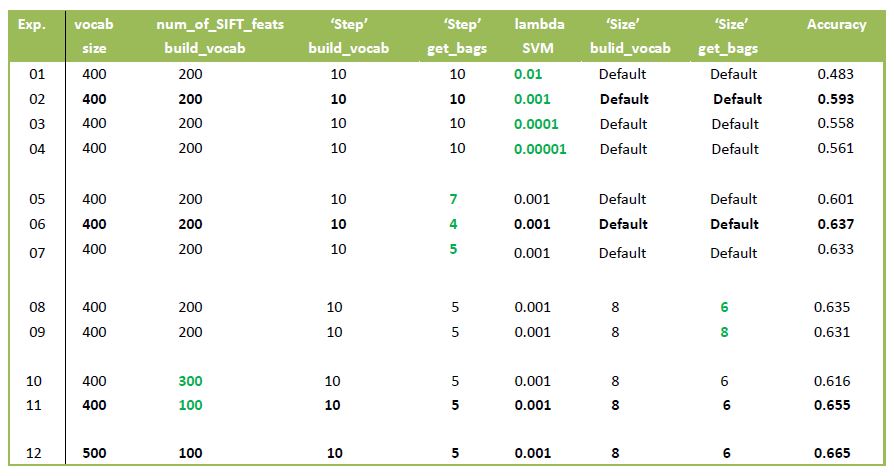 Exp. vocab num_of_SIFT_feats ‘Step’ ‘Step’ lambda ‘Size’ ‘Size’ Accuracy
size build_vocab build_vocab get_bags SVM bulid_vocab get_bags
01 400 200 10 10 0.01 Default Default 0.483
02 400 200 10 10 0.001 Default Default 0.593
03 400 200 10 10 0.0001 Default Default 0.558
04 400 200 10 10 0.00001 Default Default 0.561
05 400 200 10 7 0.001 Default Default 0.601
06 400 200 10 4 0.001 Default Default 0.637
07 400 200 10 5 0.001 Default Default 0.633
08 400 200 10 5 0.001 8 6 0.635
09 400 200 10 5 0.001 8 8 0.631
10 400 300 10 5 0.001 8 6 0.616
11 400 100 10 5 0.001 8 6 0.655
12 500 100 10 5 0.001 8 6 0.665